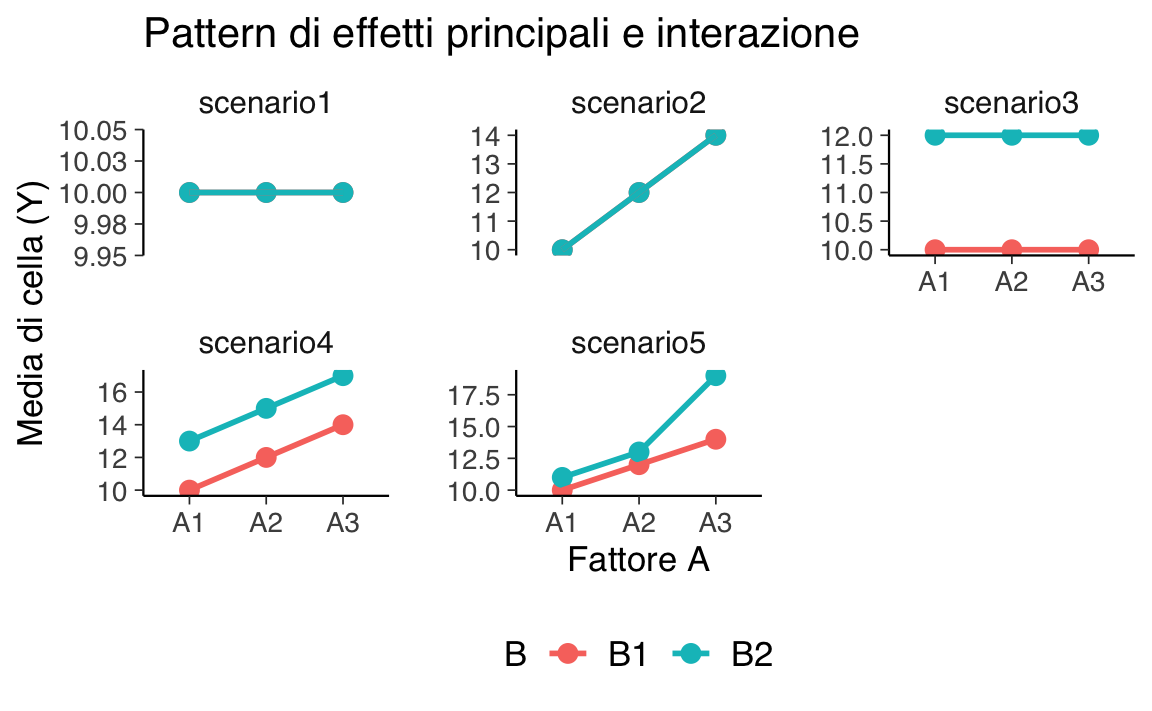 Pattern di effetti principali e interazione
scenario1
scenario2
scenario3
10.05
10.03
10.00
9.98
9.95
14
13
12
11
10
12.0
11.5
11.0
10.5
10.0
A1 A2 A3
Media di cella (Y)
scenario4
scenario5
16
14
12
10
17.5
15.0
12.5
10.0
A1 A2 A3
A1 A2 A3
Fattore A
B B1 B2